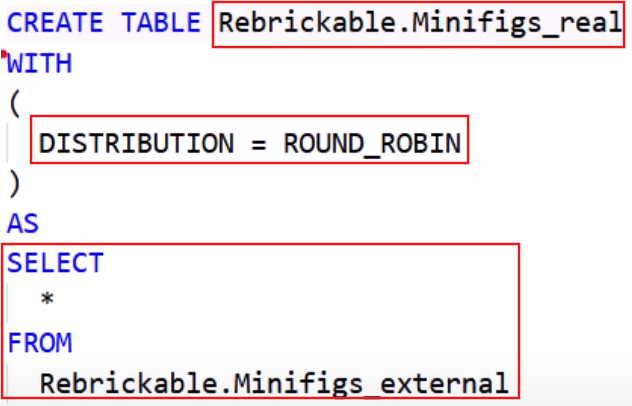 CREATE TABLE Rebrickable.Minifigs_real
WITH
(
DISTRIBUTION = ROUND_ROBIN
)
AS
SELECT
*
FROM
Rebrickable.Minifigs_external